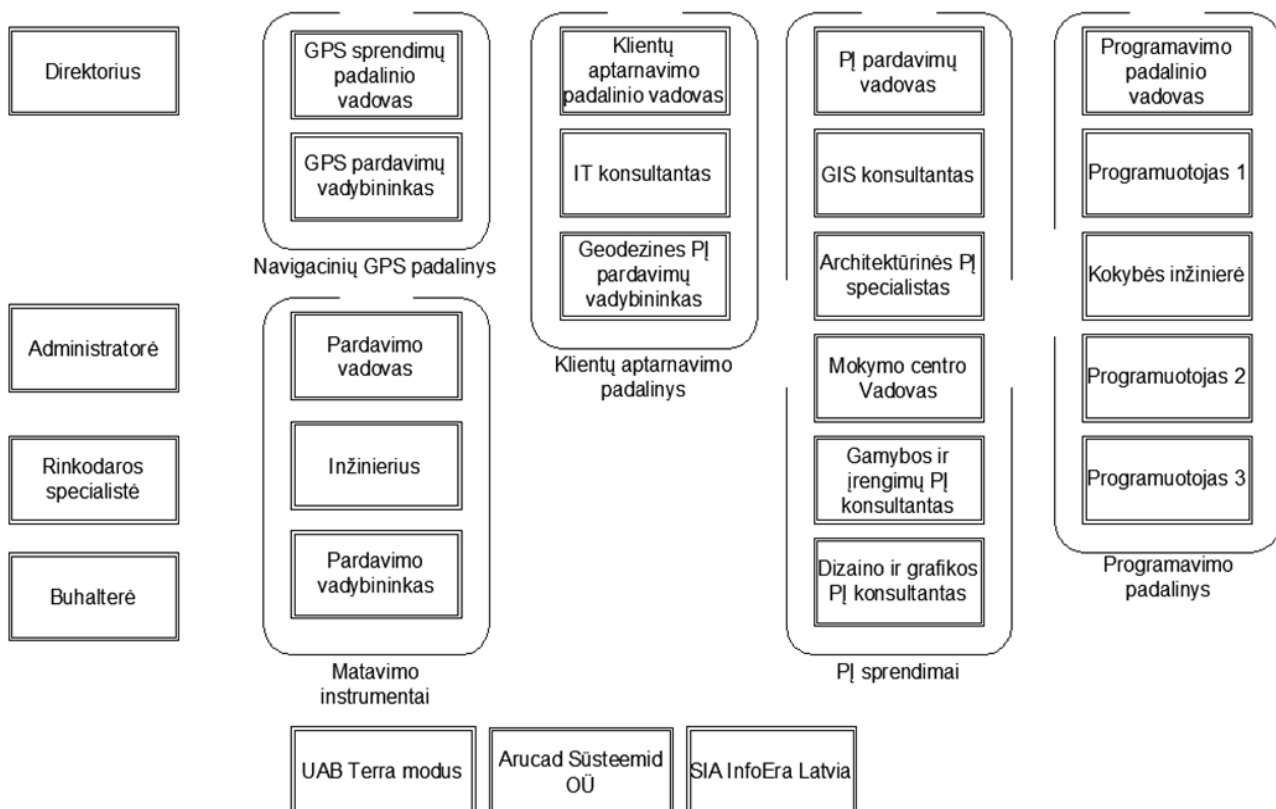 Direktorius
Administratorė
Rinkodaros
specialistė
Buhalterė
GPS sprendimų
padalinio
vadovas
GPS pardavimų
vadybininkas
Navigacinių GPS padalinys
Pardavimo
vadovas
Inžinierius
Pardavimo
vadybininkas
Matavimo
instrumentai
Klientų
aptarnavimo
padalinio vadovas
IT konsultantas
Geodezines PĮ
pardavimų
vadybininkas
Klientų aptarnavimo
padalinys
PĮ pardavimų
vadovas
GIS konsultantas
Architektūrinės PĮ
specialistas
Mokymo centro
Vadovas
Gamybos ir
įrengimų PĮ
konsultantas
Dizaino ir grafikos
PĮ konsultantas
PĮ sprendimai
Programavimo
padalinio
vadovas
Programuotojas 1
Kokybės inžinierė
Programuotojas 2
Programuotojas 3
Programavimo
padalinys
UAB Terra modus
Arucad Süsteemid
OÜ
SIA InfoEra Latvia